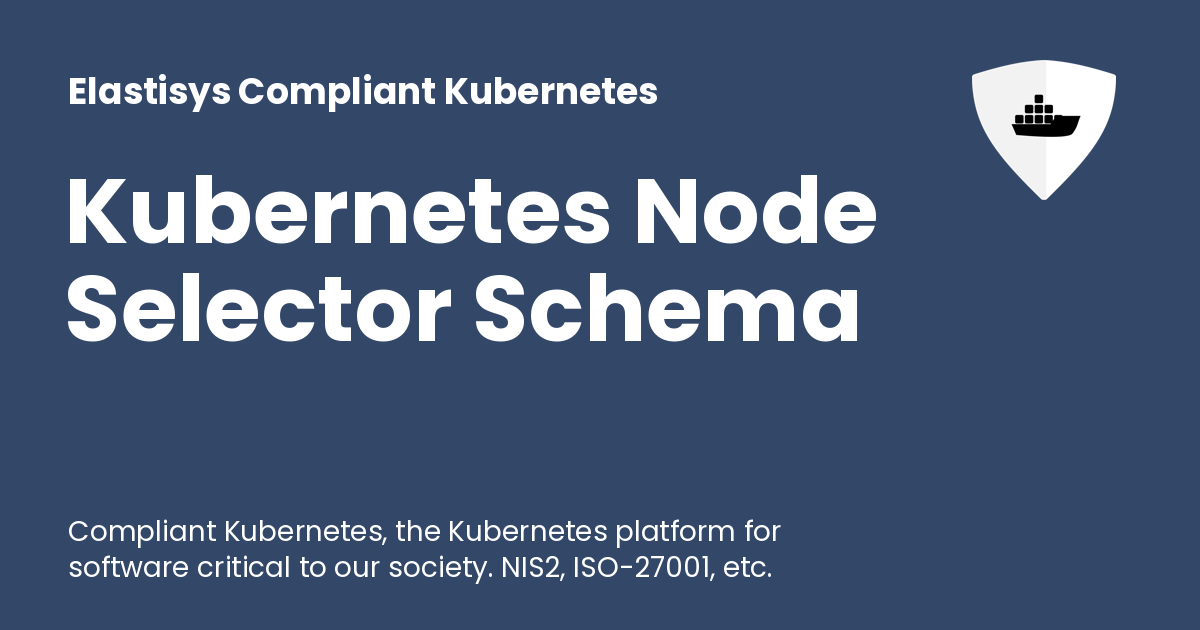 Elastisys Compliant Kubernetes
Kubernetes Node
Selector Schema
Compliant Kubernetes, the Kubernetes platform for
software critical to our society. NIS2, ISO-27001, etc.